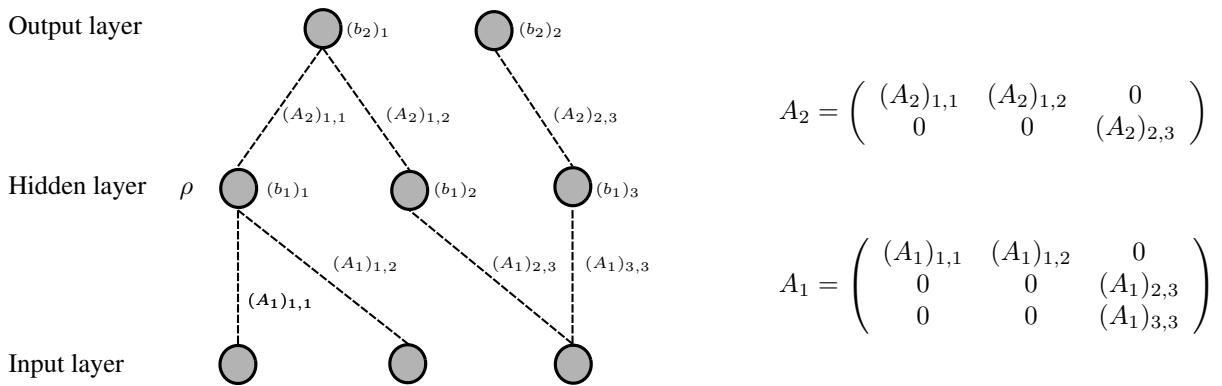 Output layer (b₂)₁ (b₂)₂
(A₂)₁,₁ (A₂)₁,₂ (A₂)₂,₃
Hidden layer ρ (b₁)₁ (b₁)₂ (b₁)₃
(A₁)₁,₂ (A₁)₂,₃ (A₁)₃,₃
(A₁)₁,₁
Input layer
A₂ = ( (A₂)₁,₁ (A₂)₁,₂ 0
0 0 (A₂)₂,₃ )
A₁ = ( (A₁)₁,₁ (A₁)₁,₂ 0
0 0 (A₁)₂,₃
0 0 (A₁)₃,₃ )